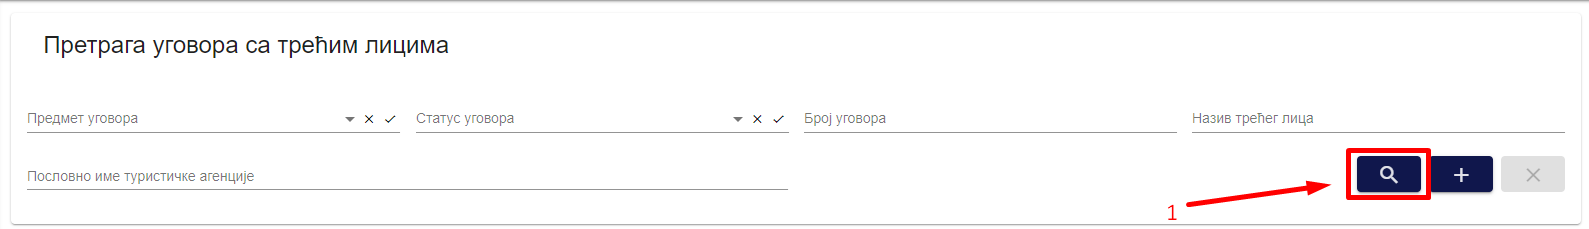 Претрага уговора са трећим лицима
Предмет уговора Статус уговора Број уговора Назив трећег лица
Пословно име туристичке агенције
1